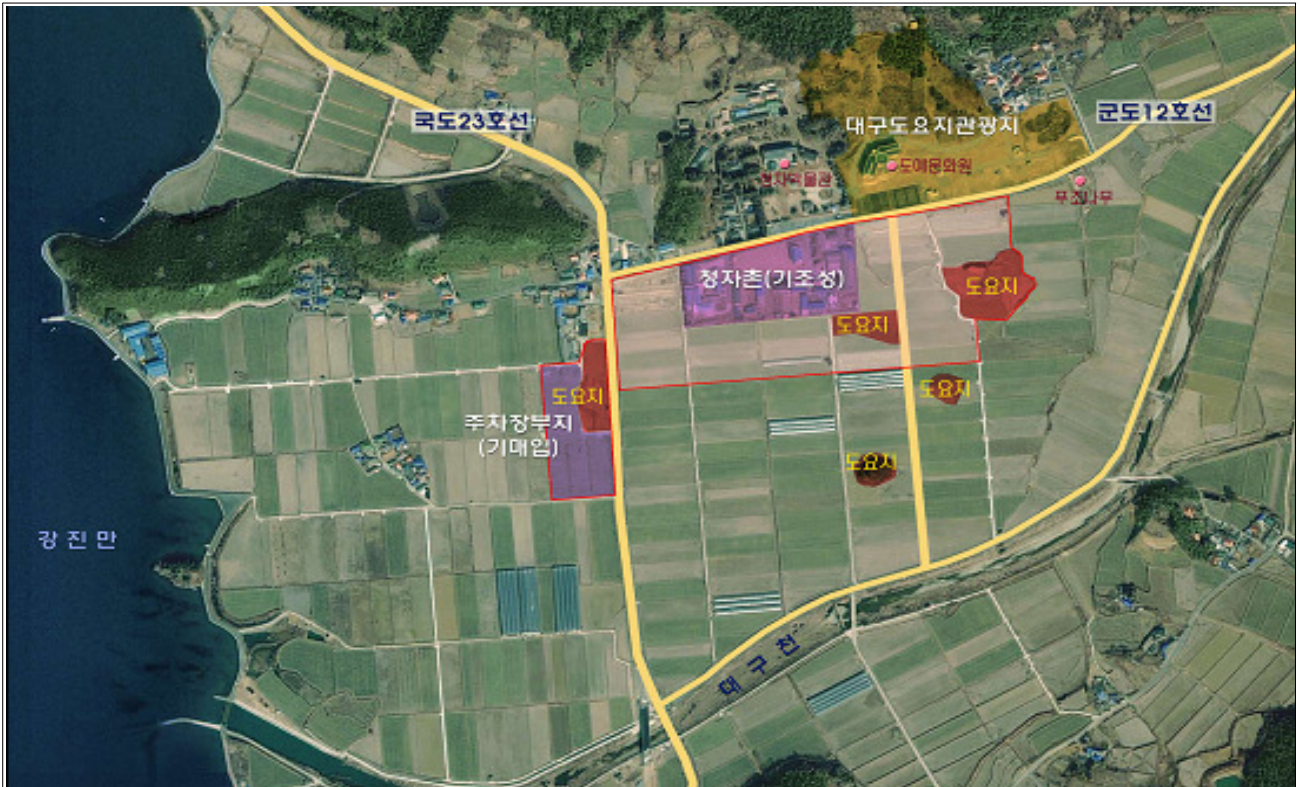 국도23호선
군도12호선
대구도요지관광지
도예문화원
청자박물관
푸조나무
청자촌(기조성)
도요지
도요지
도요지
도요지
주차장부지
(기매입)
도요지
강진만
대구천